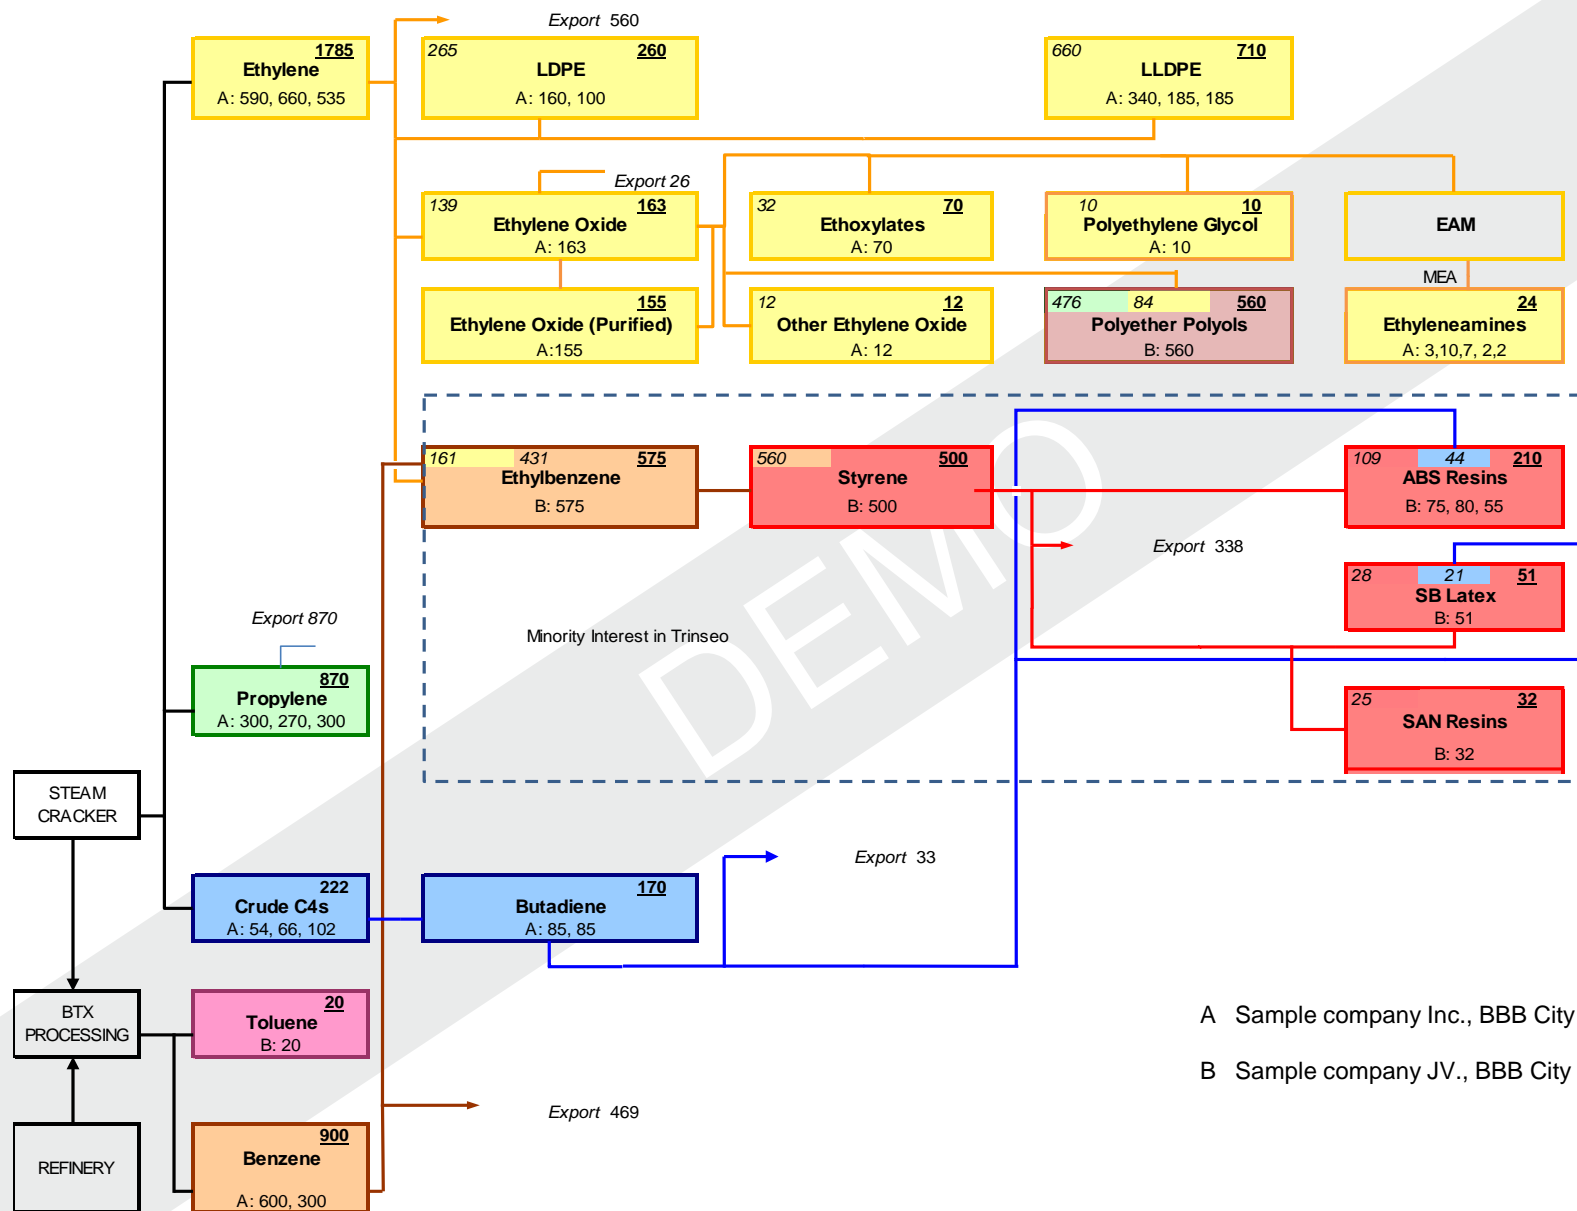 Export 560
1785
Ethylene
A: 590, 660, 535
265 260
LDPE
A: 160, 100
660 710
LLDPE
A: 340, 185, 185
Export 26
139 163
Ethylene Oxide
A: 163
32 70
Ethoxylates
A: 70
10 10
Polyethylene Glycol
A: 10
EAM
MEA
155
Ethylene Oxide (Purified)
A:155
12 12
Other Ethylene Oxide
A: 12
476 84 560
Polyether Polyols
B: 560
24
Ethyleneamines
A: 3,10,7, 2,2
161 431 575
Ethylbenzene
B: 575
560 500
Styrene
B: 500
109 44 210
ABS Resins
B: 75, 80, 55
Export 338
28 21 51
SB Latex
B: 51
Minority Interest in Trinseo
DEMO
Export 870
870
Propylene
A: 300, 270, 300
25 32
SAN Resins
B: 32
STEAM
CRACKER
Export 33
222
Crude C4s
A: 54, 66, 102
170
Butadiene
A: 85, 85
BTX
PROCESSING
20
Toluene
B: 20
A Sample company Inc., BBB City
B Sample company JV., BBB City
Export 469
REFINERY
900
Benzene
A: 600, 300